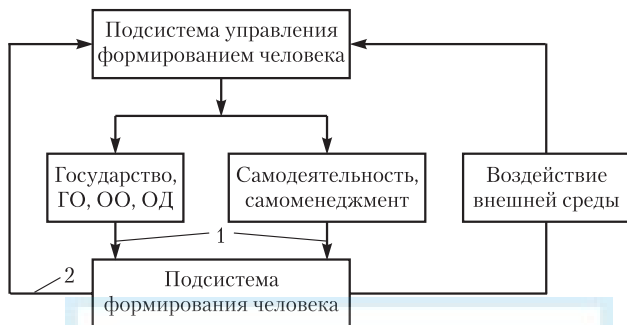 Подсистема управления
формированием человека
Государство,
ГО, ОО, ОД
Самодеятельность,
самоменеджмент
Воздействие
внешней среды
1
2
Подсистема
формирования человека